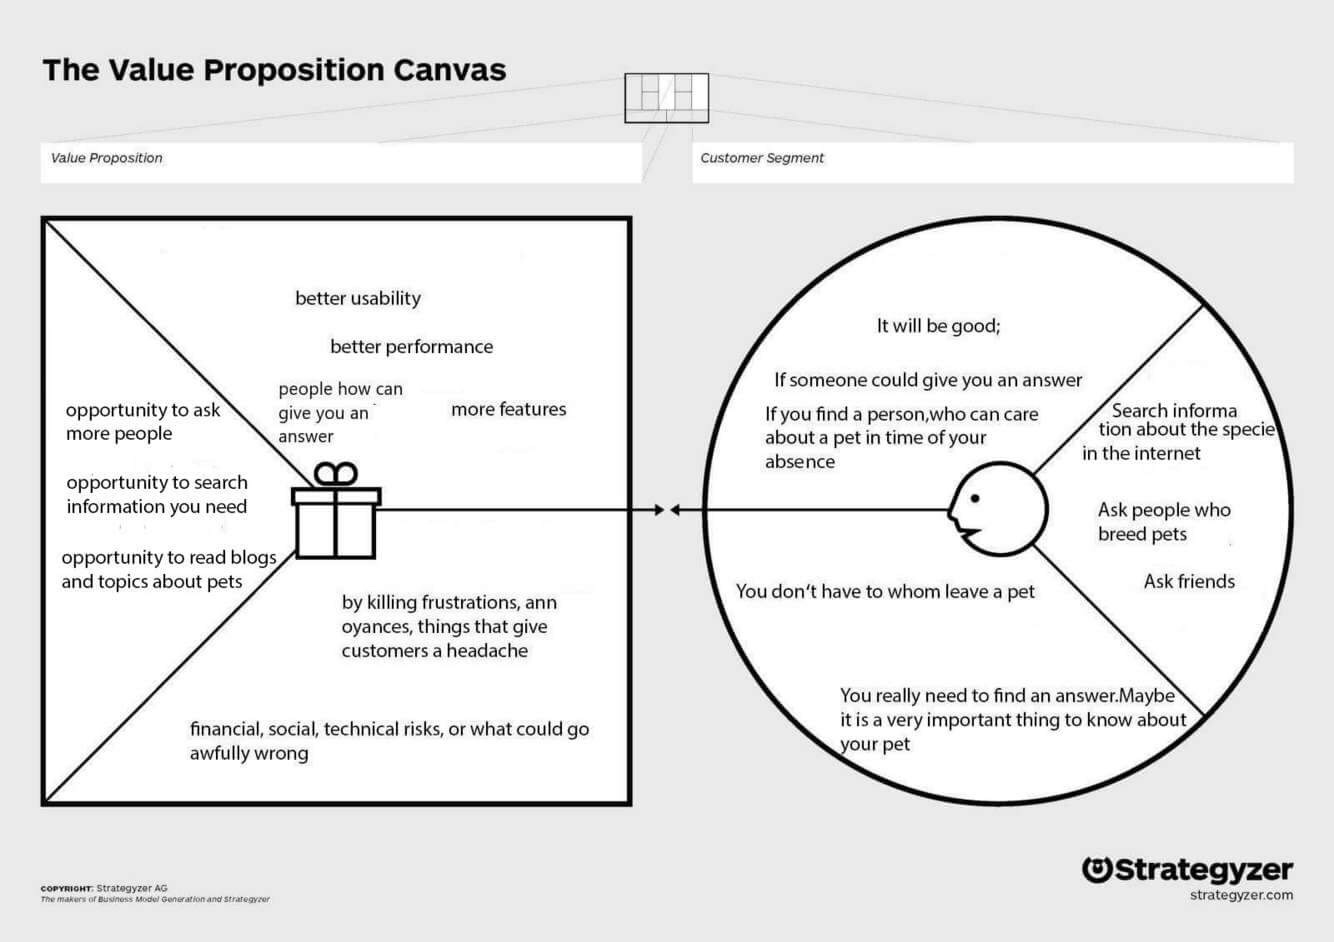 The Value Proposition Canvas
Value Proposition
Customer Segment
better usability
better performance
people how can
give you an
answer
more features
opportunity to ask
more people
opportunity to search
information you need
opportunity to read blogs
and topics about pets
by killing frustrations, ann
oyances, things that give
customers a headache
financial, social, technical risks, or what could go
awfully wrong
It will be good;
If someone could give you an answer
If you find a person,who can care
about a pet in time of your
absence
Search informa
tion about the specie
in the internet
Ask people who
breed pets
Ask friends
You don't have to whom leave a pet
You really need to find an answer.Maybe
it is a very important thing to know about
your pet
COPYRIGHT: Strategyzer AG
The makers of Business Model Generation and Strategyzer
Strategyzer
strategyzer.com